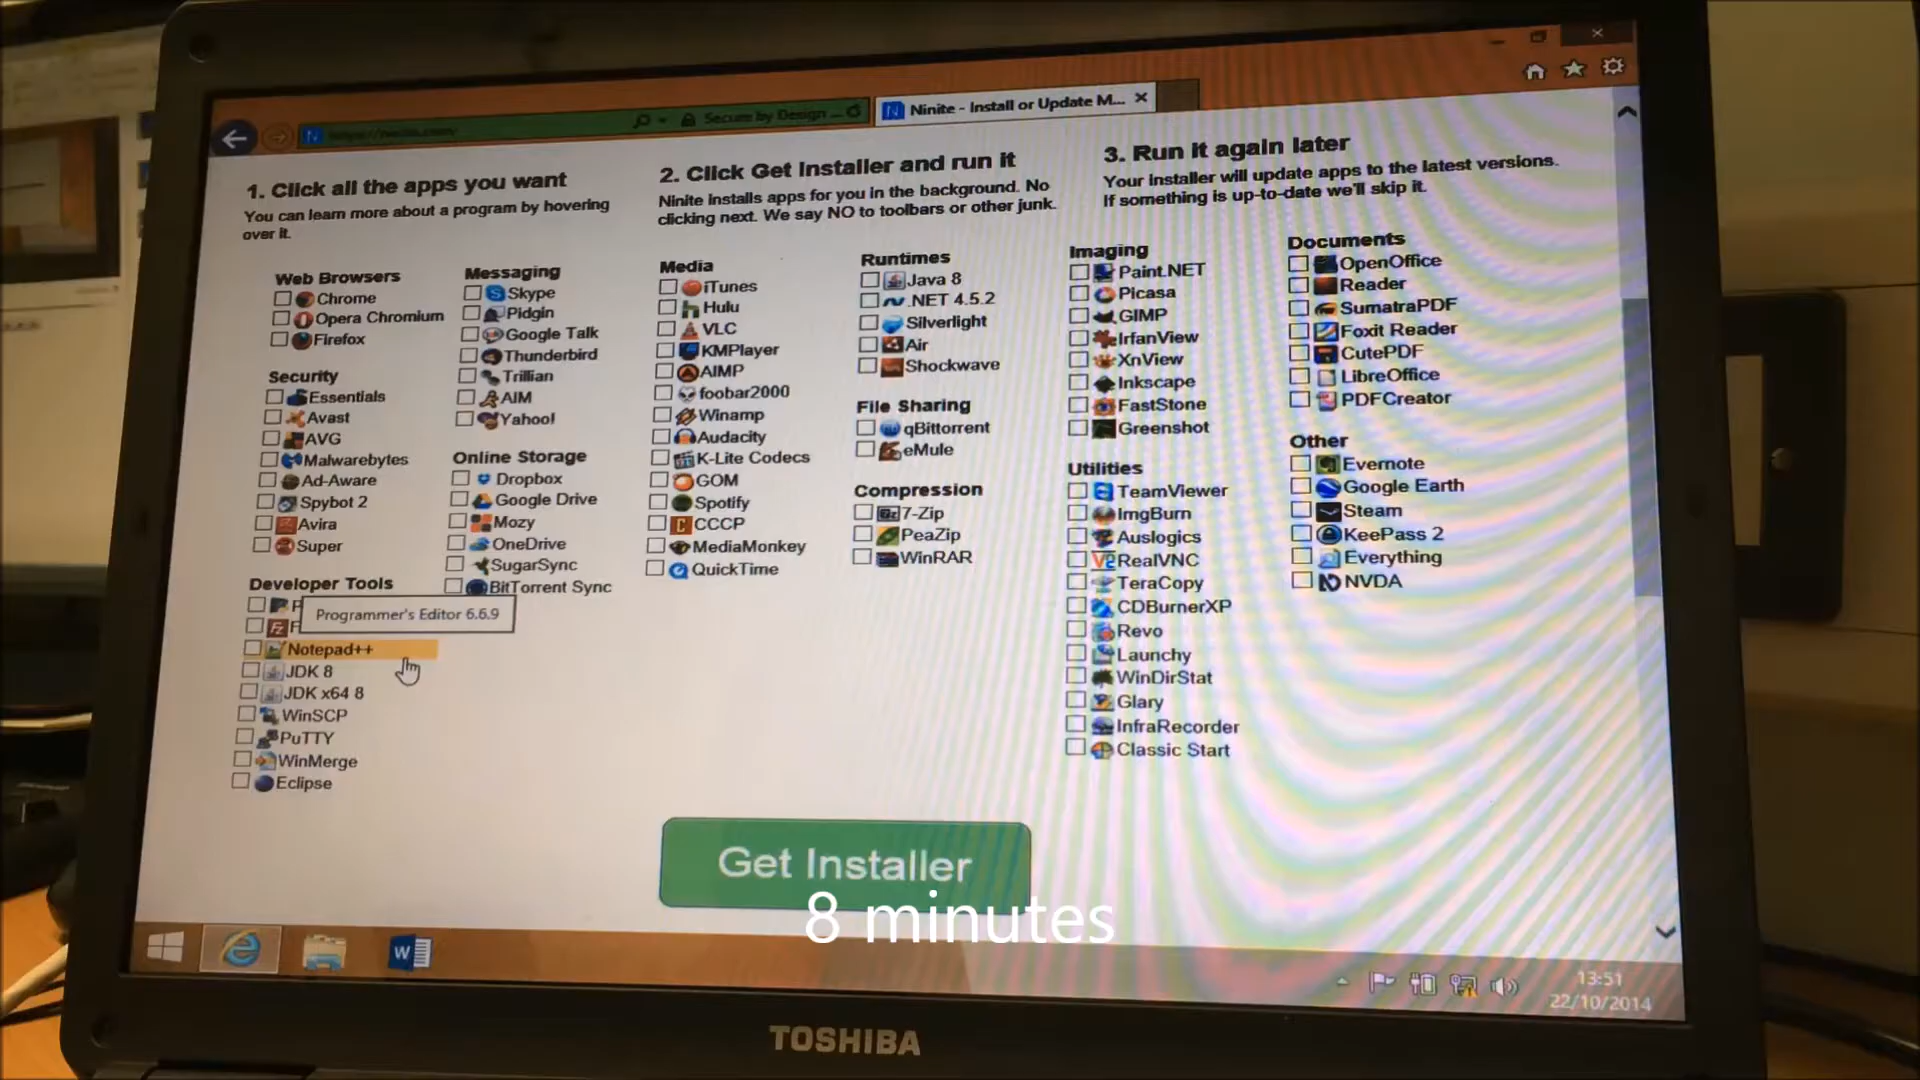 Secure by Design ...
Ninite - Install or Update M...
1. Click all the apps you want
You can learn more about a program by hovering
over it.
2. Click Get Installer and run it
Ninite installs apps for you in the background. No
clicking next. We say NO to toolbars or other junk.
3. Run it again later
Your installer will update apps to the latest versions.
If something is up-to-date we'll skip it.
Web Browsers
Chrome
Opera Chromium
Firefox
Security
Essentials
Avast
AVG
Malwarebytes
Ad-Aware
Spybot 2
Avira
Super
Developer Tools
Programmer's Editor 6.6.9
Notepad++
JDK 8
JDK x64 8
WinSCP
PuTTY
WinMerge
Eclipse
Messaging
Skype
Pidgin
Google Talk
Thunderbird
Trillian
AIM
Yahoo!
Online Storage
Dropbox
Google Drive
Mozy
OneDrive
SugarSync
BitTorrent Sync
Media
iTunes
Hulu
VLC
KMPlayer
AIMP
foobar2000
Winamp
Audacity
K-Lite Codecs
GOM
Spotify
CCCP
MediaMonkey
QuickTime
Runtimes
Java 8
.NET 4.5.2
Silverlight
Air
Shockwave
File Sharing
qBittorrent
eMule
Compression
7-Zip
PeaZip
WinRAR
Imaging
Paint.NET
Picasa
GIMP
IrfanView
XnView
Inkscape
FastStone
Greenshot
Utilities
TeamViewer
ImgBurn
Auslogics
RealVNC
TeraCopy
CDBurnerXP
Revo
Launchy
WinDirStat
Glary
InfraRecorder
Classic Start
Documents
OpenOffice
Reader
SumatraPDF
Foxit Reader
CutePDF
LibreOffice
PDFCreator
Other
Evernote
Google Earth
Steam
KeePass 2
Everything
NVDA
Get Installer
8 minutes
13:51
22/10/2014
TOSHIBA